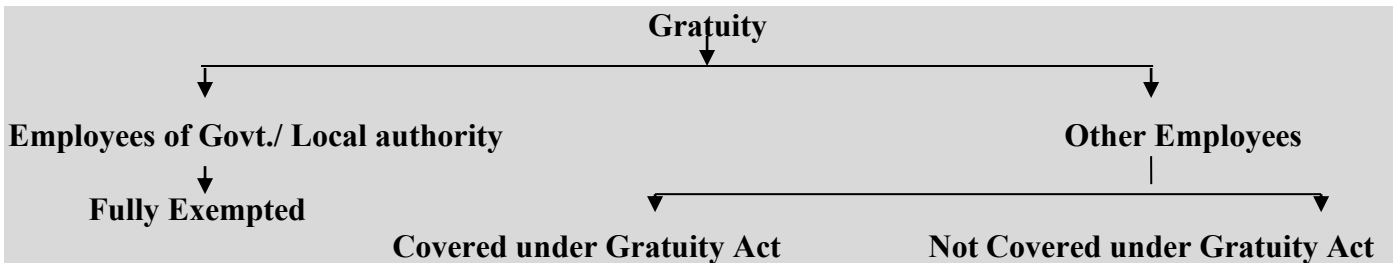 Gratuity
Employees of Govt./ Local authority
Other Employees
Fully Exempted
Covered under Gratuity Act
Not Covered under Gratuity Act